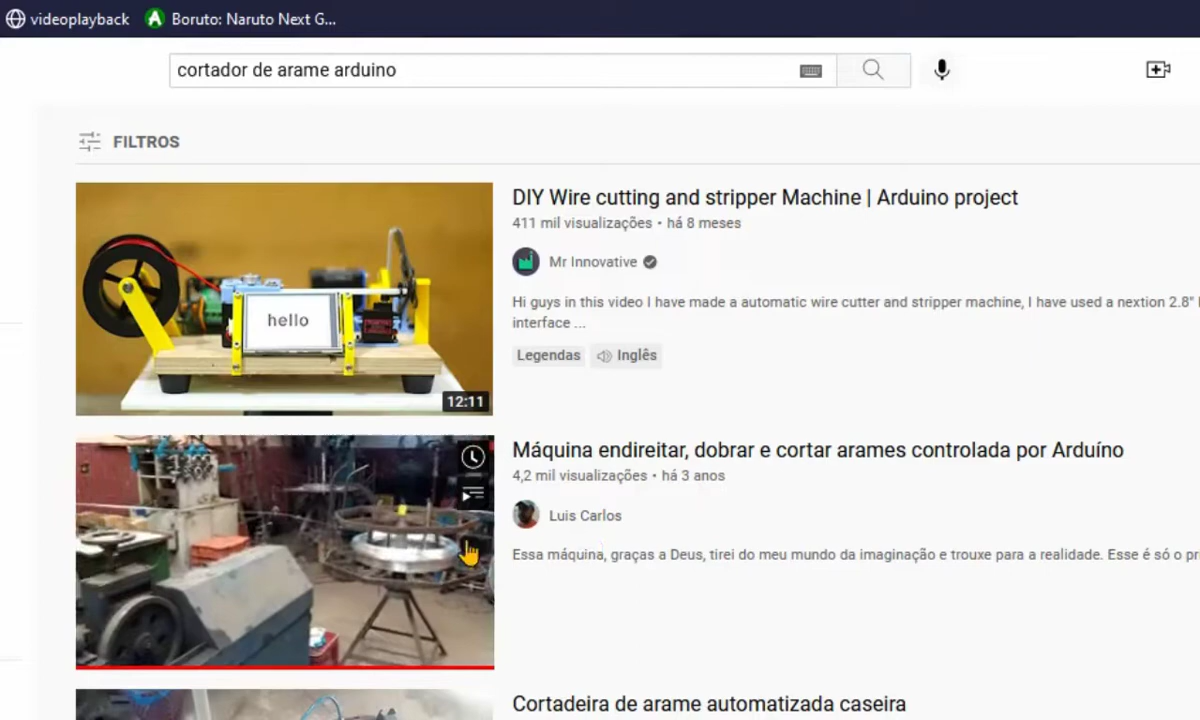 videoplayback
Boruto: Naruto Next G...
cortador de arame arduino
FILTROS
hello
12:11
DIY Wire cutting and stripper Machine | Arduino project
411 mil visualizações • há 8 meses
Mr Innovative
Hi guys in this video I have made a automatic wire cutter and stripper machine, I have used a nextion 2.8"
interface ...
Legendas
Inglês
Máquina endireitar, dobrar e cortar arames controlada por Arduíno
4,2 mil visualizações • há 3 anos
Luis Carlos
Essa máquina, graças a Deus, tirei do meu mundo da imaginação e trouxe para a realidade. Esse é só o
Cortadeira de arame automatizada caseira